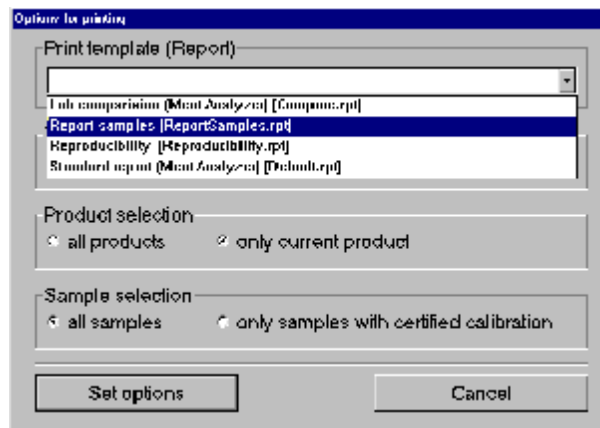 Options for printing
Print template (Report)
Lab comparision (Meat Analyzer) [Compare.rpt]
Report samples [ReportSamples.rpt]
Reproducibility [Reproducibility.rpt]
Standard report (Meat Analyzer) [Default.rpt]
Product selection
all products only current product
Sample selection
all samples only samples with certified calibration
Set options Cancel